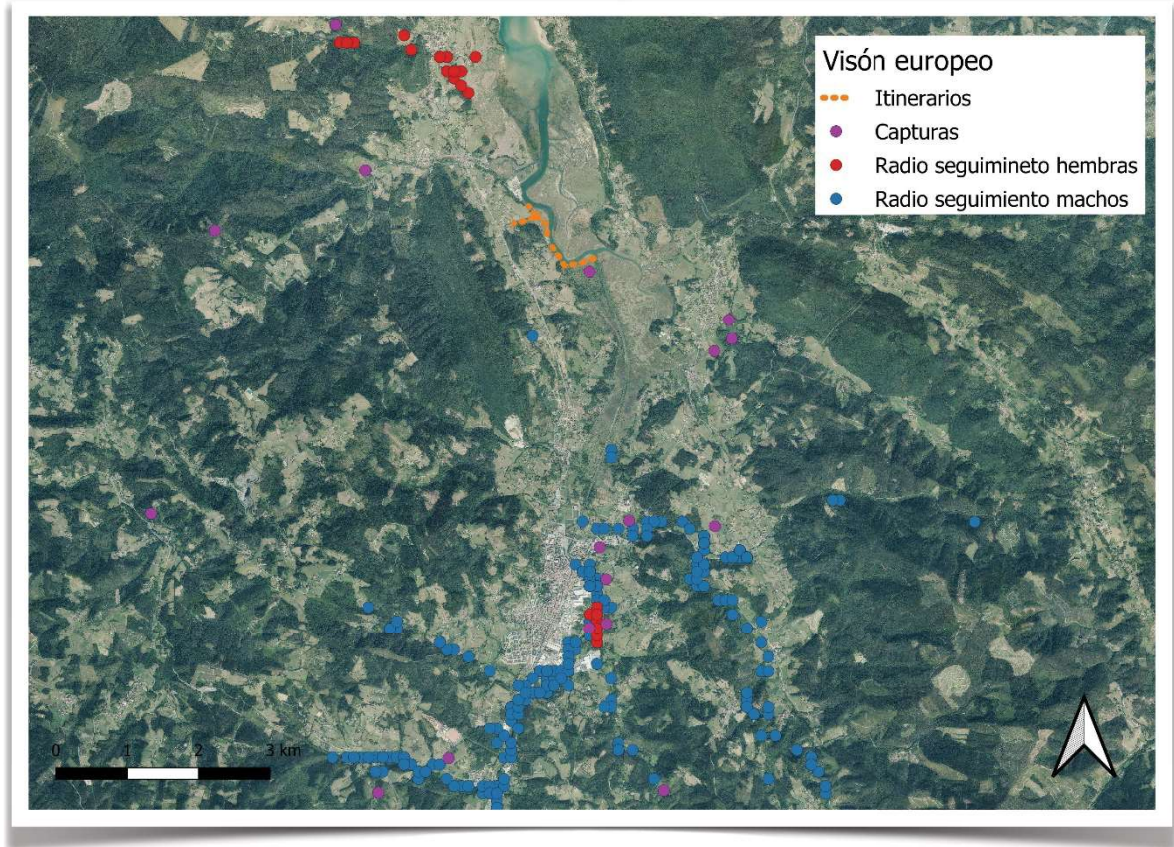 Visón europeo
Itinerarios
Capturas
Radio seguimineto hembras
Radio seguimiento machos
0 1 2 3 km